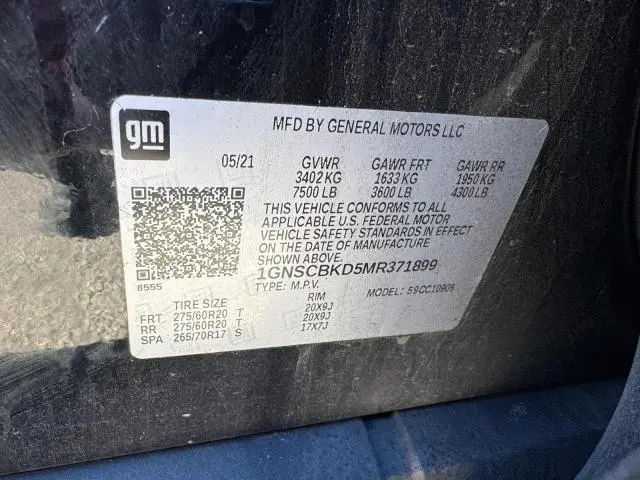 gm
MFD BY GENERAL MOTORS LLC
05/21 GVWR GAWR FRT GAWR RR
3402 KG 1633 KG 1950 KG
7500 LB 3600 LB 4300 LB
THIS VEHICLE CONFORMS TO ALL
APPLICABLE U.S. FEDERAL MOTOR
VEHICLE SAFETY STANDARDS IN EFFECT
ON THE DATE OF MANUFACTURE
SHOWN ABOVE.
8555
1GNSCBKD5MR371899
TYPE: M.P.V. MODEL: 59CC10906
TIRE SIZE RIM
FRT 275/60R20 T 20X9J
RR 275/60R20 T 20X9J
SPA 265/70R17 S 17X7J